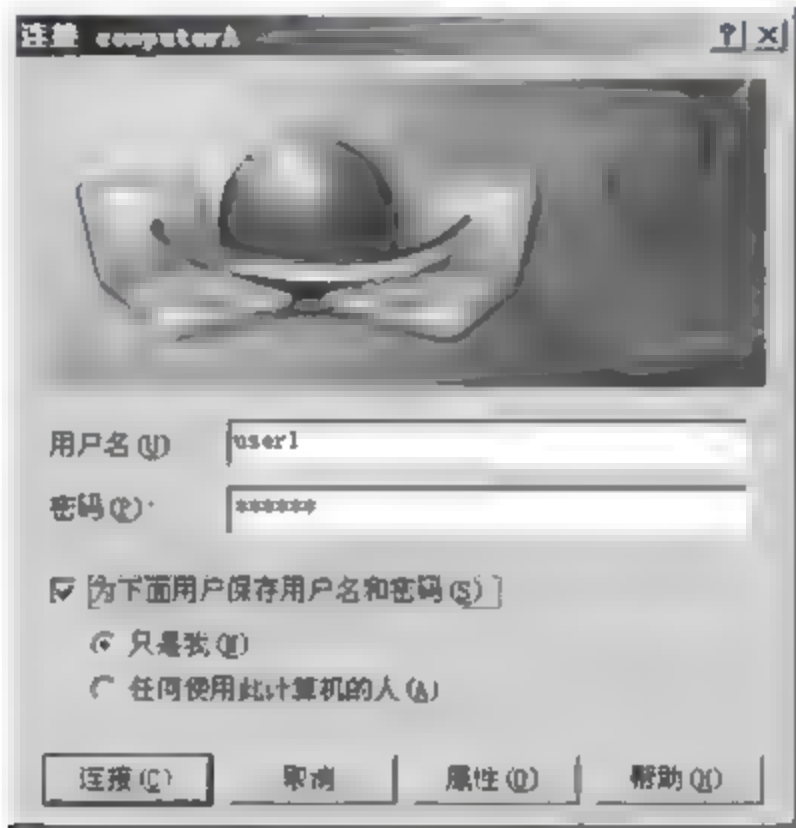 连接 computerA
用户名(U)
user1
密码(P):
******
为下面用户保存用户名和密码(S)
只是我(N)
任何使用此计算机的人(A)
连接(C)
取消
属性(O)
帮助(H)